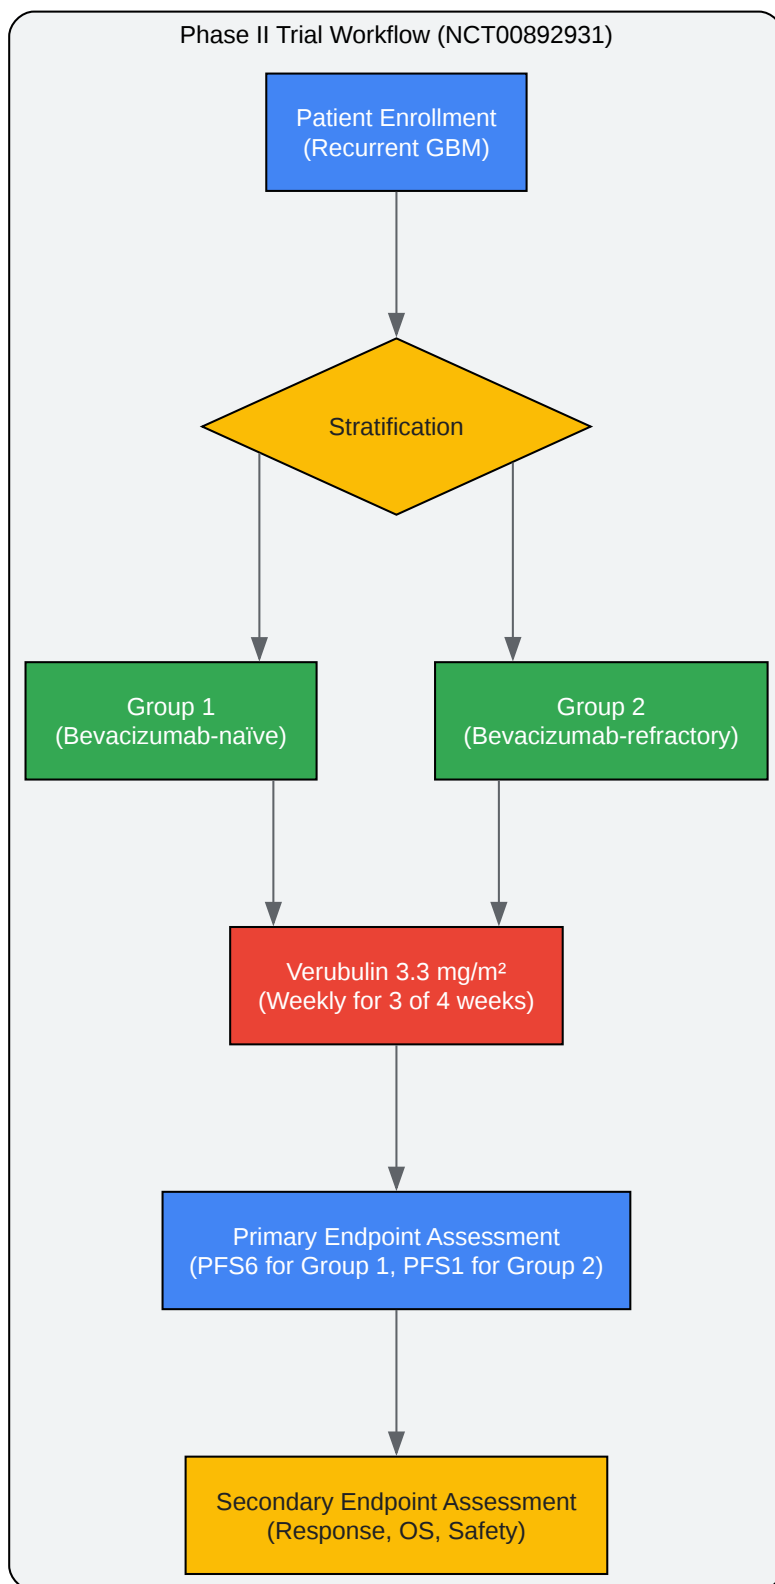 Phase II Trial Workflow (NCT00892931)
Patient Enrollment
(Recurrent GBM)
Stratification
Group 1
(Bevacizumab-naïve)
Group 2
(Bevacizumab-refractory)
Verubulin 3.3 mg/m²
(Weekly for 3 of 4 weeks)
Primary Endpoint Assessment
(PFS6 for Group 1, PFS1 for Group 2)
Secondary Endpoint Assessment
(Response, OS, Safety)